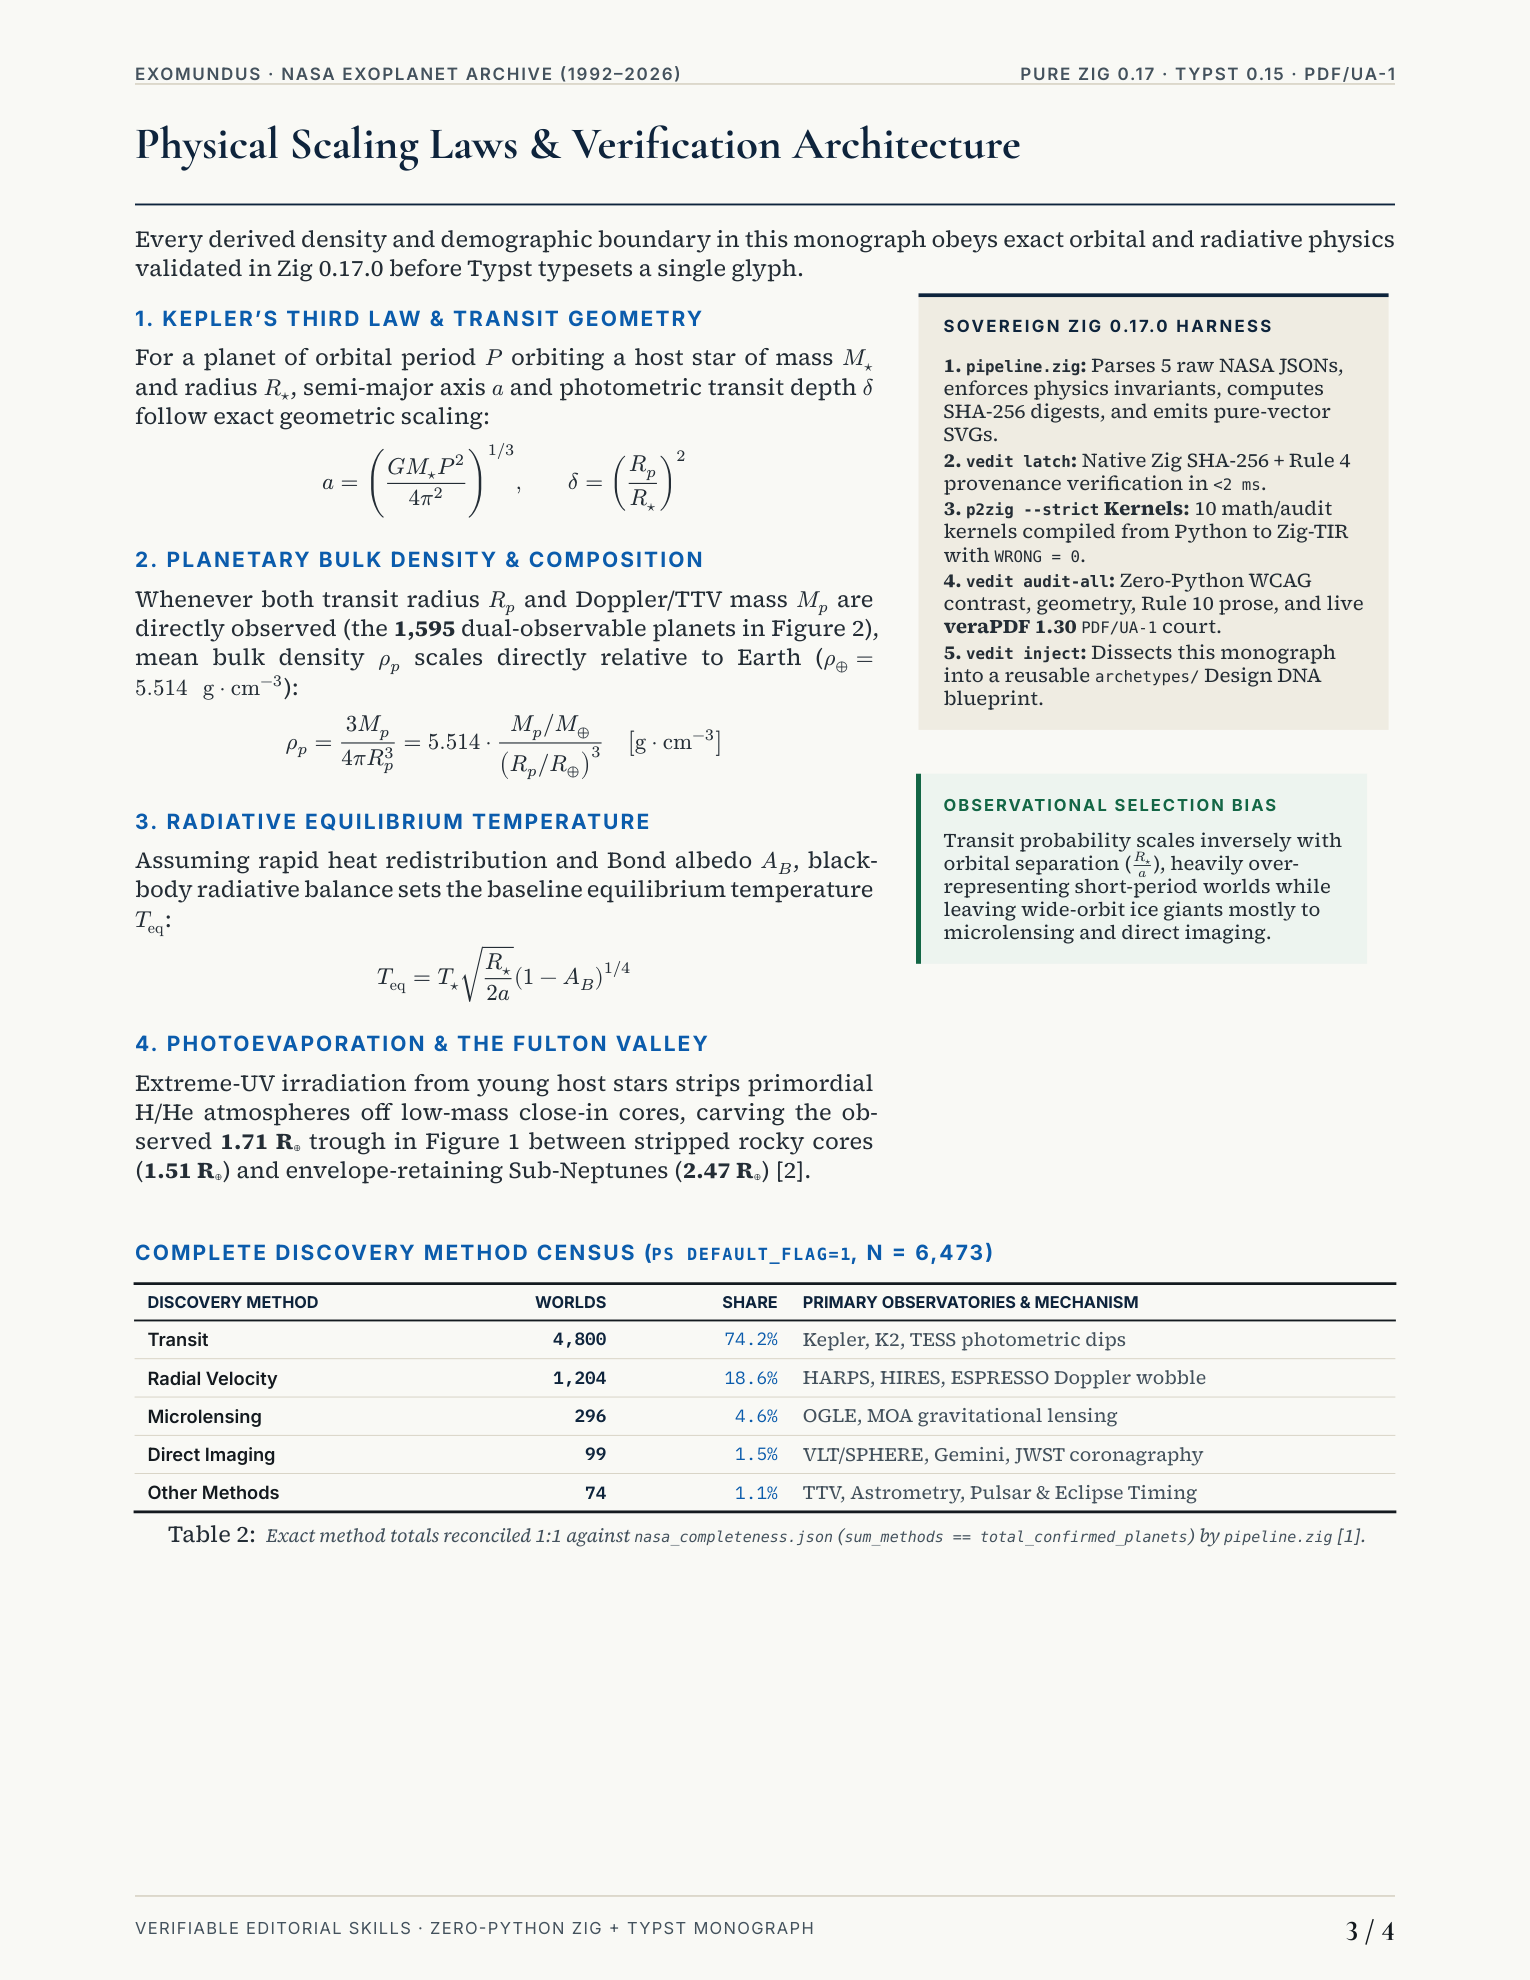 EXOMUNDUS · NASA EXOPLANET ARCHIVE (1992–2026)
PURE ZIG 0.17 · TYPST 0.15 · PDF/UA-1
Physical Scaling Laws & Verification Architecture
Every derived density and demographic boundary in this monograph obeys exact orbital and radiative physics
validated in Zig 0.17.0 before Typst typesets a single glyph.
1. KEPLER’S THIRD LAW & TRANSIT GEOMETRY
For a planet of orbital period P orbiting a host star of mass M⋆
and radius R⋆, semi-major axis a and photometric transit depth δ
follow exact geometric scaling:
a = (GM⋆P² / 4π²)^1/3, δ = (R_p / R⋆)²
2. PLANETARY BULK DENSITY & COMPOSITION
Whenever both transit radius R_p and Doppler/TTV mass M_p are
directly observed (the 1,595 dual-observable planets in Figure 2),
mean bulk density ρ_p scales directly relative to Earth (ρ⊕ =
5.514 g · cm⁻³):
ρ_p = 3M_p / 4πR_p³ = 5.514 · (M_p/M⊕) / (R_p/R⊕)³ [g · cm⁻³]
3. RADIATIVE EQUILIBRIUM TEMPERATURE
Assuming rapid heat redistribution and Bond albedo A_B, black-
body radiative balance sets the baseline equilibrium temperature
T_eq:
T_eq = T⋆ √(R⋆ / 2a) (1 − A_B)^1/4
4. PHOTOEVAPORATION & THE FULTON VALLEY
Extreme-UV irradiation from young host stars strips primordial
H/He atmospheres off low-mass close-in cores, carving the ob-
served 1.71 R⊕ trough in Figure 1 between stripped rocky cores
(1.51 R⊕) and envelope-retaining Sub-Neptunes (2.47 R⊕) [2].
SOVEREIGN ZIG 0.17.0 HARNESS
1. pipeline.zig: Parses 5 raw NASA JSONs,
enforces physics invariants, computes
SHA-256 digests, and emits pure-vector
SVGs.
2. vedit latch: Native Zig SHA-256 + Rule 4
provenance verification in <2 ms.
3. p2zig --strict Kernels: 10 math/audit
kernels compiled from Python to Zig-TIR
with WRONG = 0.
4. vedit audit-all: Zero-Python WCAG
contrast, geometry, Rule 10 prose, and live
veraPDF 1.30 PDF/UA-1 court.
5. vedit inject: Dissects this monograph
into a reusable archetypes/ Design DNA
blueprint.
OBSERVATIONAL SELECTION BIAS
Transit probability scales inversely with
orbital separation (R⋆/a), heavily over-
representing short-period worlds while
leaving wide-orbit ice giants mostly to
microlensing and direct imaging.
COMPLETE DISCOVERY METHOD CENSUS (PS DEFAULT_FLAG=1, N = 6,473)
DISCOVERY METHOD WORLDS SHARE PRIMARY OBSERVATORIES & MECHANISM
Transit 4,800 74.2% Kepler, K2, TESS photometric dips
Radial Velocity 1,204 18.6% HARPS, HIRES, ESPRESSO Doppler wobble
Microlensing 296 4.6% OGLE, MOA gravitational lensing
Direct Imaging 99 1.5% VLT/SPHERE, Gemini, JWST coronagraphy
Other Methods 74 1.1% TTV, Astrometry, Pulsar & Eclipse Timing
Table 2: Exact method totals reconciled 1:1 against nasa_completeness.json (sum_methods == total_confirmed_planets) by pipeline.zig [1].
VERIFIABLE EDITORIAL SKILLS · ZERO-PYTHON ZIG + TYPST MONOGRAPH
3 / 4